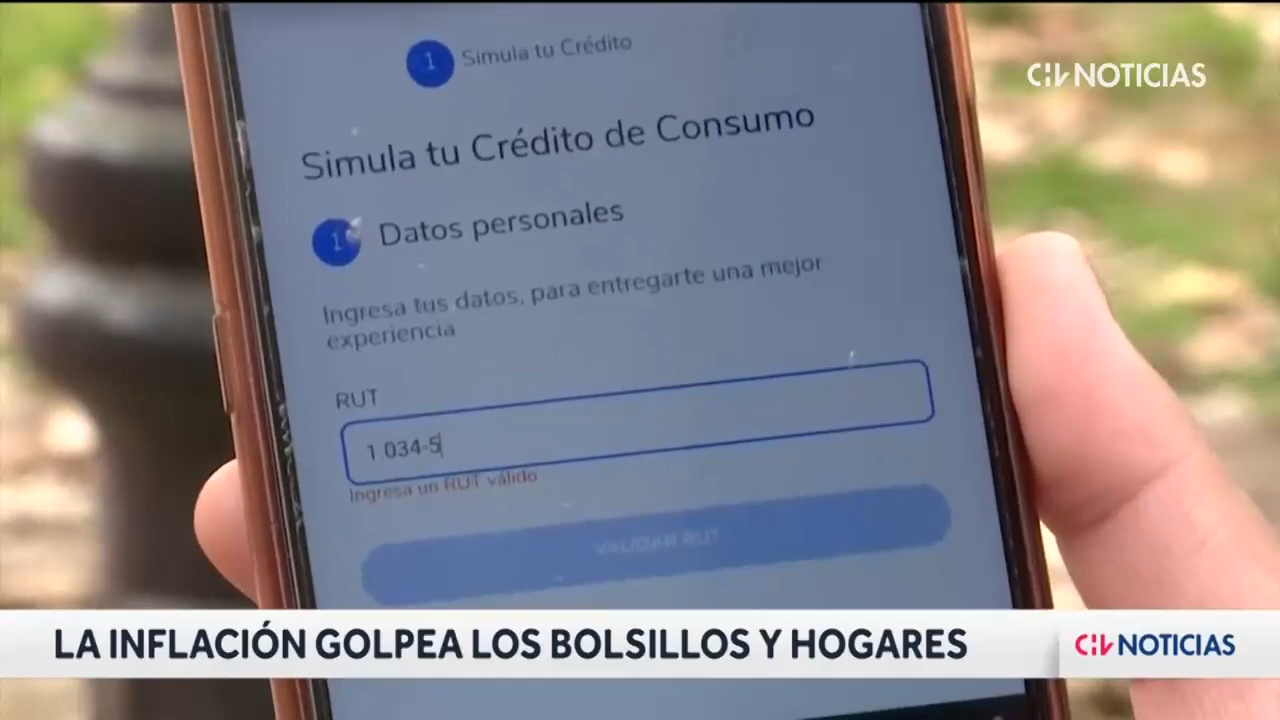 1 Simula tu Crédito
CHV NOTICIAS
Simula tu Crédito de Consumo
1 Datos personales
Ingresa tus datos, para entregarte una mejor
experiencia
RUT
1.034-5
Ingresa un RUT válido
VALIDAR RUT
LA INFLACIÓN GOLPEA LOS BOLSILLOS Y HOGARES
CHV NOTICIAS